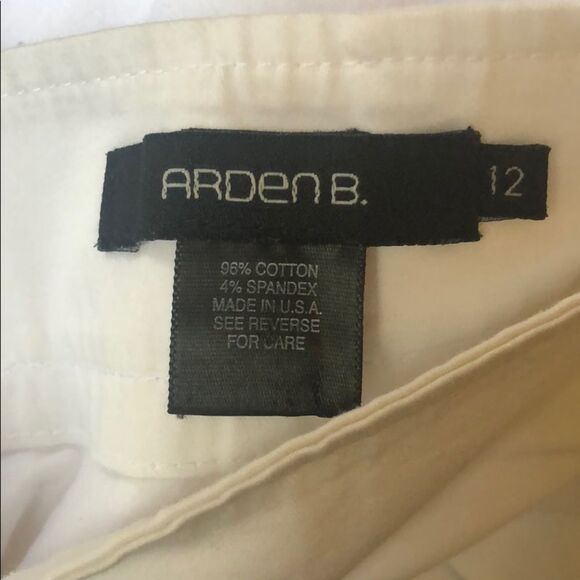 ARDen B.
12
96% COTTON
4% SPANDEX
MADE IN U.S.A.
SEE REVERSE
FOR CARE